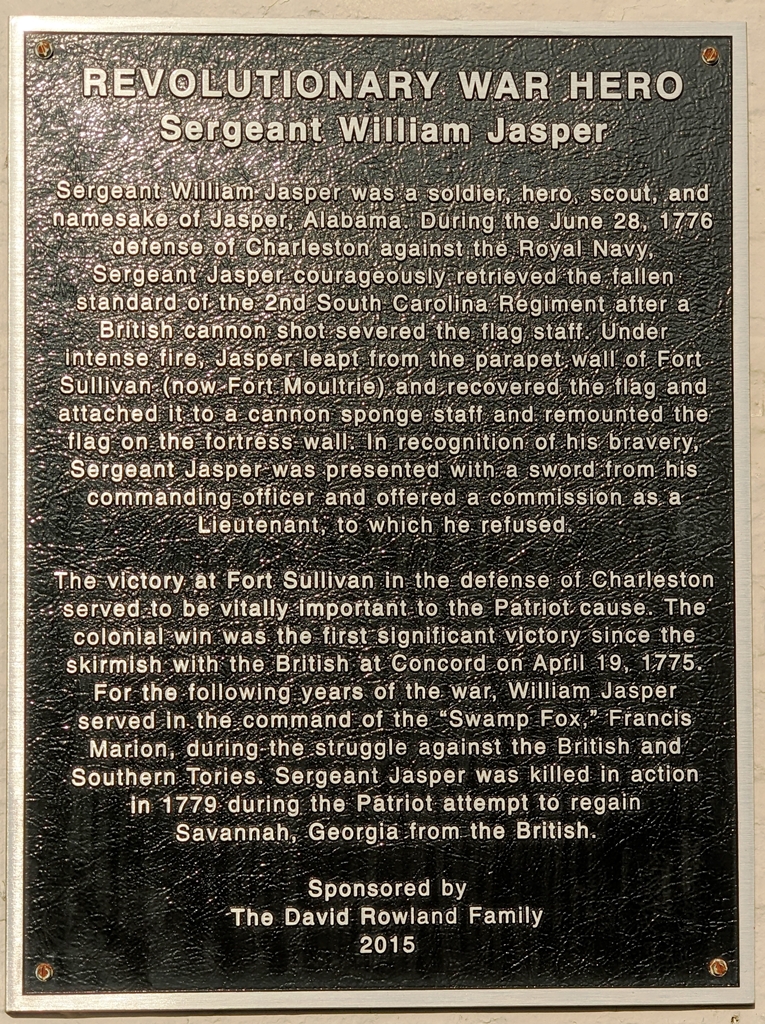 REVOLUTIONARY WAR HERO
Sergeant William Jasper
Sergeant William Jasper was a soldier, hero, scout, and
namesake of Jasper, Alabama. During the June 28, 1776
defense of Charleston against the Royal Navy,
Sergeant Jasper courageously retrieved the fallen
standard of the 2nd South Carolina Regiment after a
British cannon shot severed the flag staff. Under
intense fire, Jasper leapt from the parapet wall of Fort
Sullivan (now Fort Moultrie) and recovered the flag and
attached it to a cannon sponge staff and remounted the
flag on the fortress wall. In recognition of his bravery,
Sergeant Jasper was presented with a sword from his
commanding officer and offered a commission as a
Lieutenant, to which he refused.
The victory at Fort Sullivan in the defense of Charleston
served to be vitally important to the Patriot cause. The
colonial win was the first significant victory since the
skirmish with the British at Concord on April 19, 1775.
For the following years of the war, William Jasper
served in the command of the “Swamp Fox,” Francis
Marion, during the struggle against the British and
Southern Tories. Sergeant Jasper was killed in action
in 1779 during the Patriot attempt to regain
Savannah, Georgia from the British.
Sponsored by
The David Rowland Family
2015